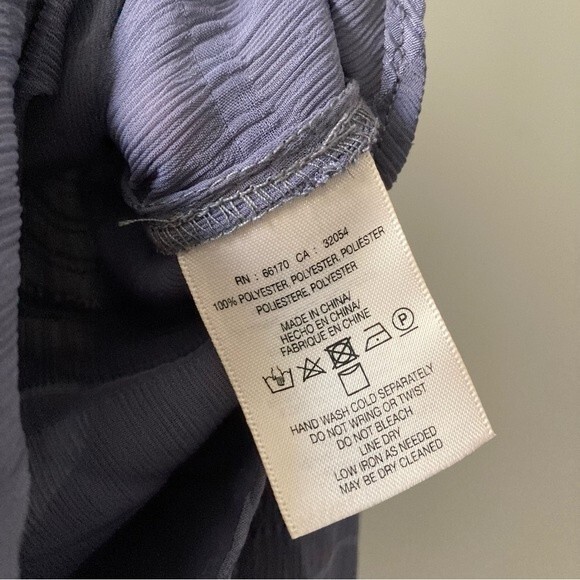 RN : 66170 CA : 32054
100% POLYESTER, POLYESTER, POLIÉSTER
POLIESTERE, POLYESTER
MADE IN CHINA/
HECHO EN CHINA/
FABRIQUE EN CHINE
P
HAND WASH COLD SEPARATELY
DO NOT WRING OR TWIST
DO NOT BLEACH
LINE DRY
LOW IRON AS NEEDED
MAY BE DRY CLEANED